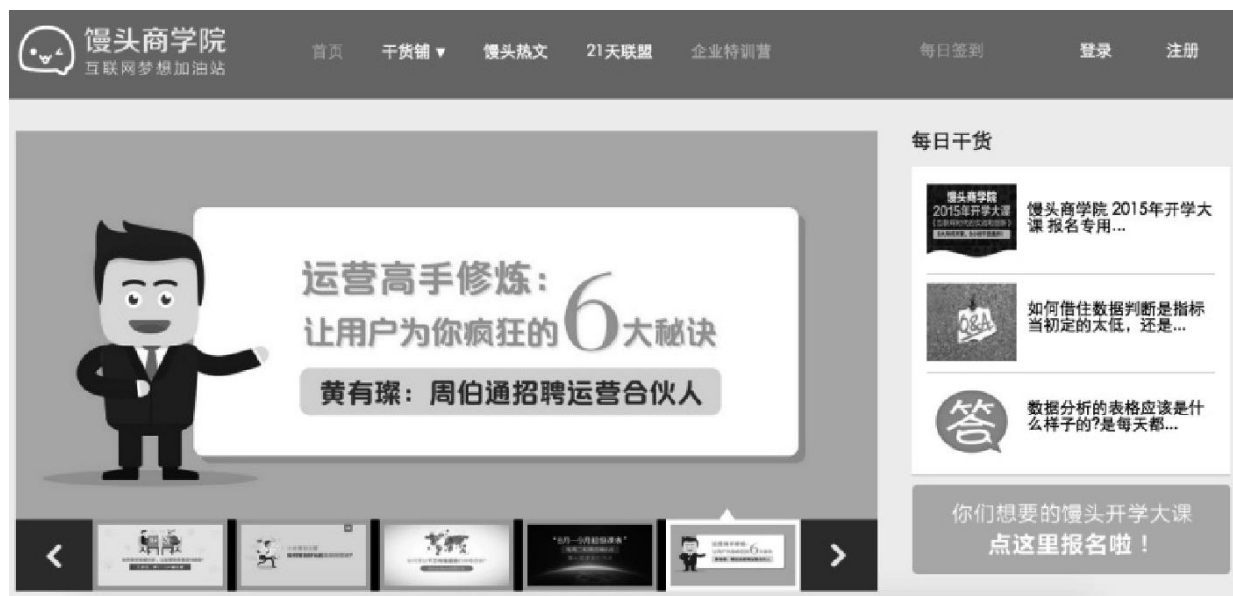 馒头商学院
互联网梦想加油站
首页 干货铺▼ 馒头热文 21天联盟 企业特训营 每日签到 登录 注册
运营高手修炼：
让用户为你疯狂的6大秘诀
黄有璨：周伯通招聘运营合伙人
每日干货
馒头商学院
2015年开学大课
馒头商学院 2015年开学大
课 报名专用...
Q&A
如何借住数据判断是指标
当初定的太低，还是...
答
数据分析的表格应该是什
么样子的?是每天都...
你们想要的馒头开学大课
点这里报名啦！